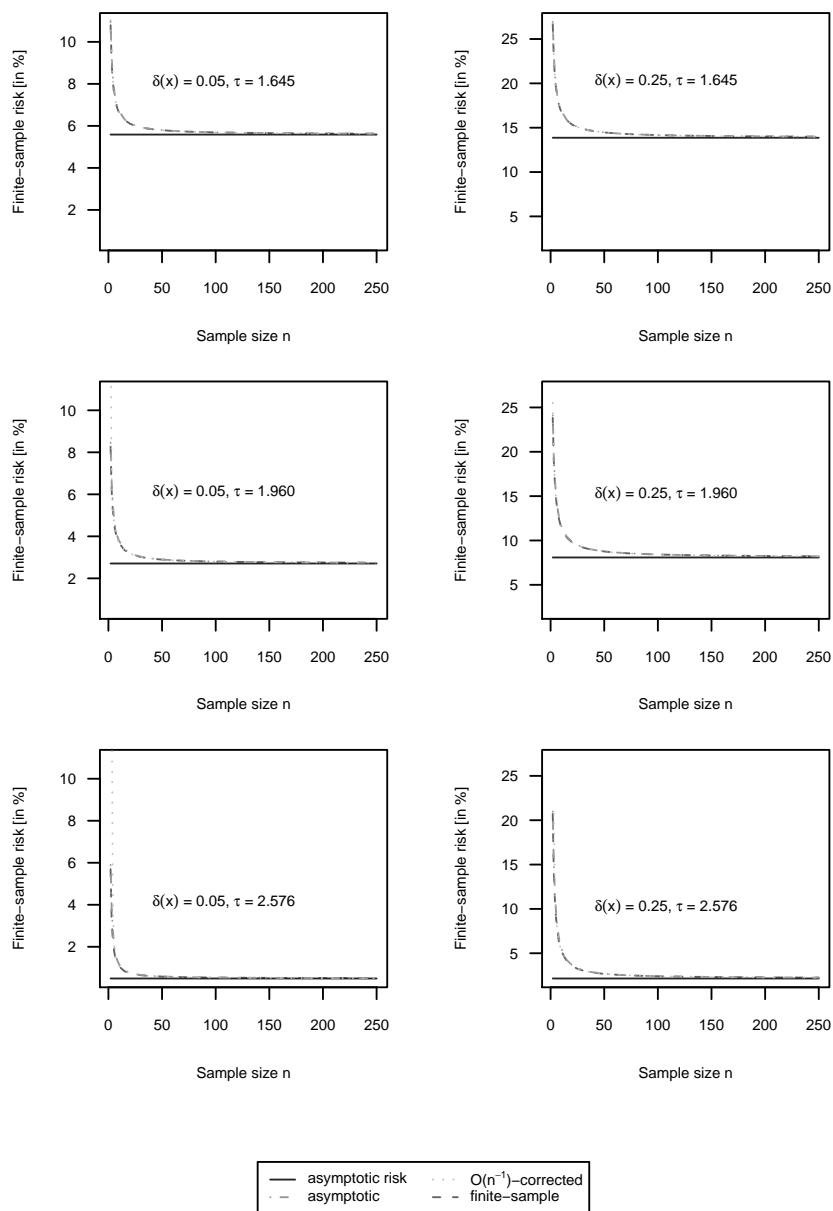 Finite−sample risk [in %]
10
8
6
4
2
0 50 100 150 200 250
Sample size n
δ(x) = 0.05, τ = 1.645
Finite−sample risk [in %]
25
20
15
10
5
0 50 100 150 200 250
Sample size n
δ(x) = 0.25, τ = 1.645
Finite−sample risk [in %]
10
8
6
4
2
0 50 100 150 200 250
Sample size n
δ(x) = 0.05, τ = 1.960
Finite−sample risk [in %]
25
20
15
10
5
0 50 100 150 200 250
Sample size n
δ(x) = 0.25, τ = 1.960
Finite−sample risk [in %]
10
8
6
4
2
0 50 100 150 200 250
Sample size n
δ(x) = 0.05, τ = 2.576
Finite−sample risk [in %]
25
20
15
10
5
0 50 100 150 200 250
Sample size n
δ(x) = 0.25, τ = 2.576
asymptotic risk
asymptotic
O(n⁻¹)−corrected
finite−sample